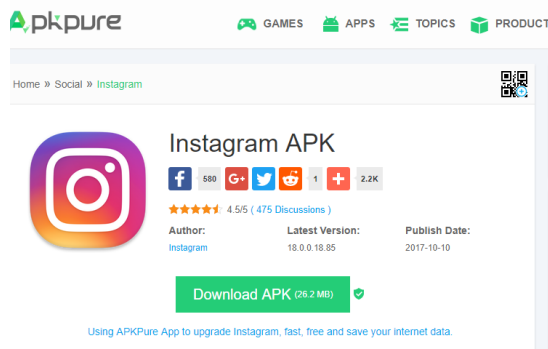 Apkpure GAMES APPS TOPICS PRODUCT
Home » Social » Instagram
Instagram APK
f 580 G+ 1 + 2.2K
4.5/5 ( 475 Discussions )
Author: Latest Version: Publish Date:
Instagram 18.0.0.18.85 2017-10-10
Download APK (26.2 MB)
Using APKPure App to upgrade Instagram, fast, free and save your internet data.